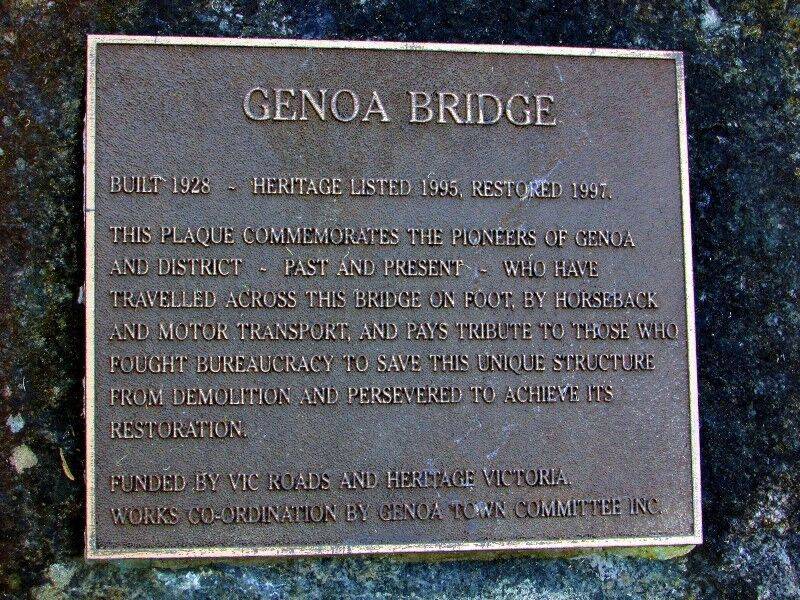 GENOA BRIDGE
BUILT 1928 ~ HERITAGE LISTED 1995, RESTORED 1997.
THIS PLAQUE COMMEMORATES THE PIONEERS OF GENOA
AND DISTRICT ~ PAST AND PRESENT ~ WHO HAVE
TRAVELLED ACROSS THIS BRIDGE ON FOOT, BY HORSEBACK
AND MOTOR TRANSPORT, AND PAYS TRIBUTE TO THOSE WHO
FOUGHT BUREAUCRACY TO SAVE THIS UNIQUE STRUCTURE
FROM DEMOLITION AND PERSEVERED TO ACHIEVE ITS
RESTORATION.
FUNDED BY VIC ROADS AND HERITAGE VICTORIA.
WORKS CO-ORDINATION BY GENOA TOWN COMMITTEE INC.